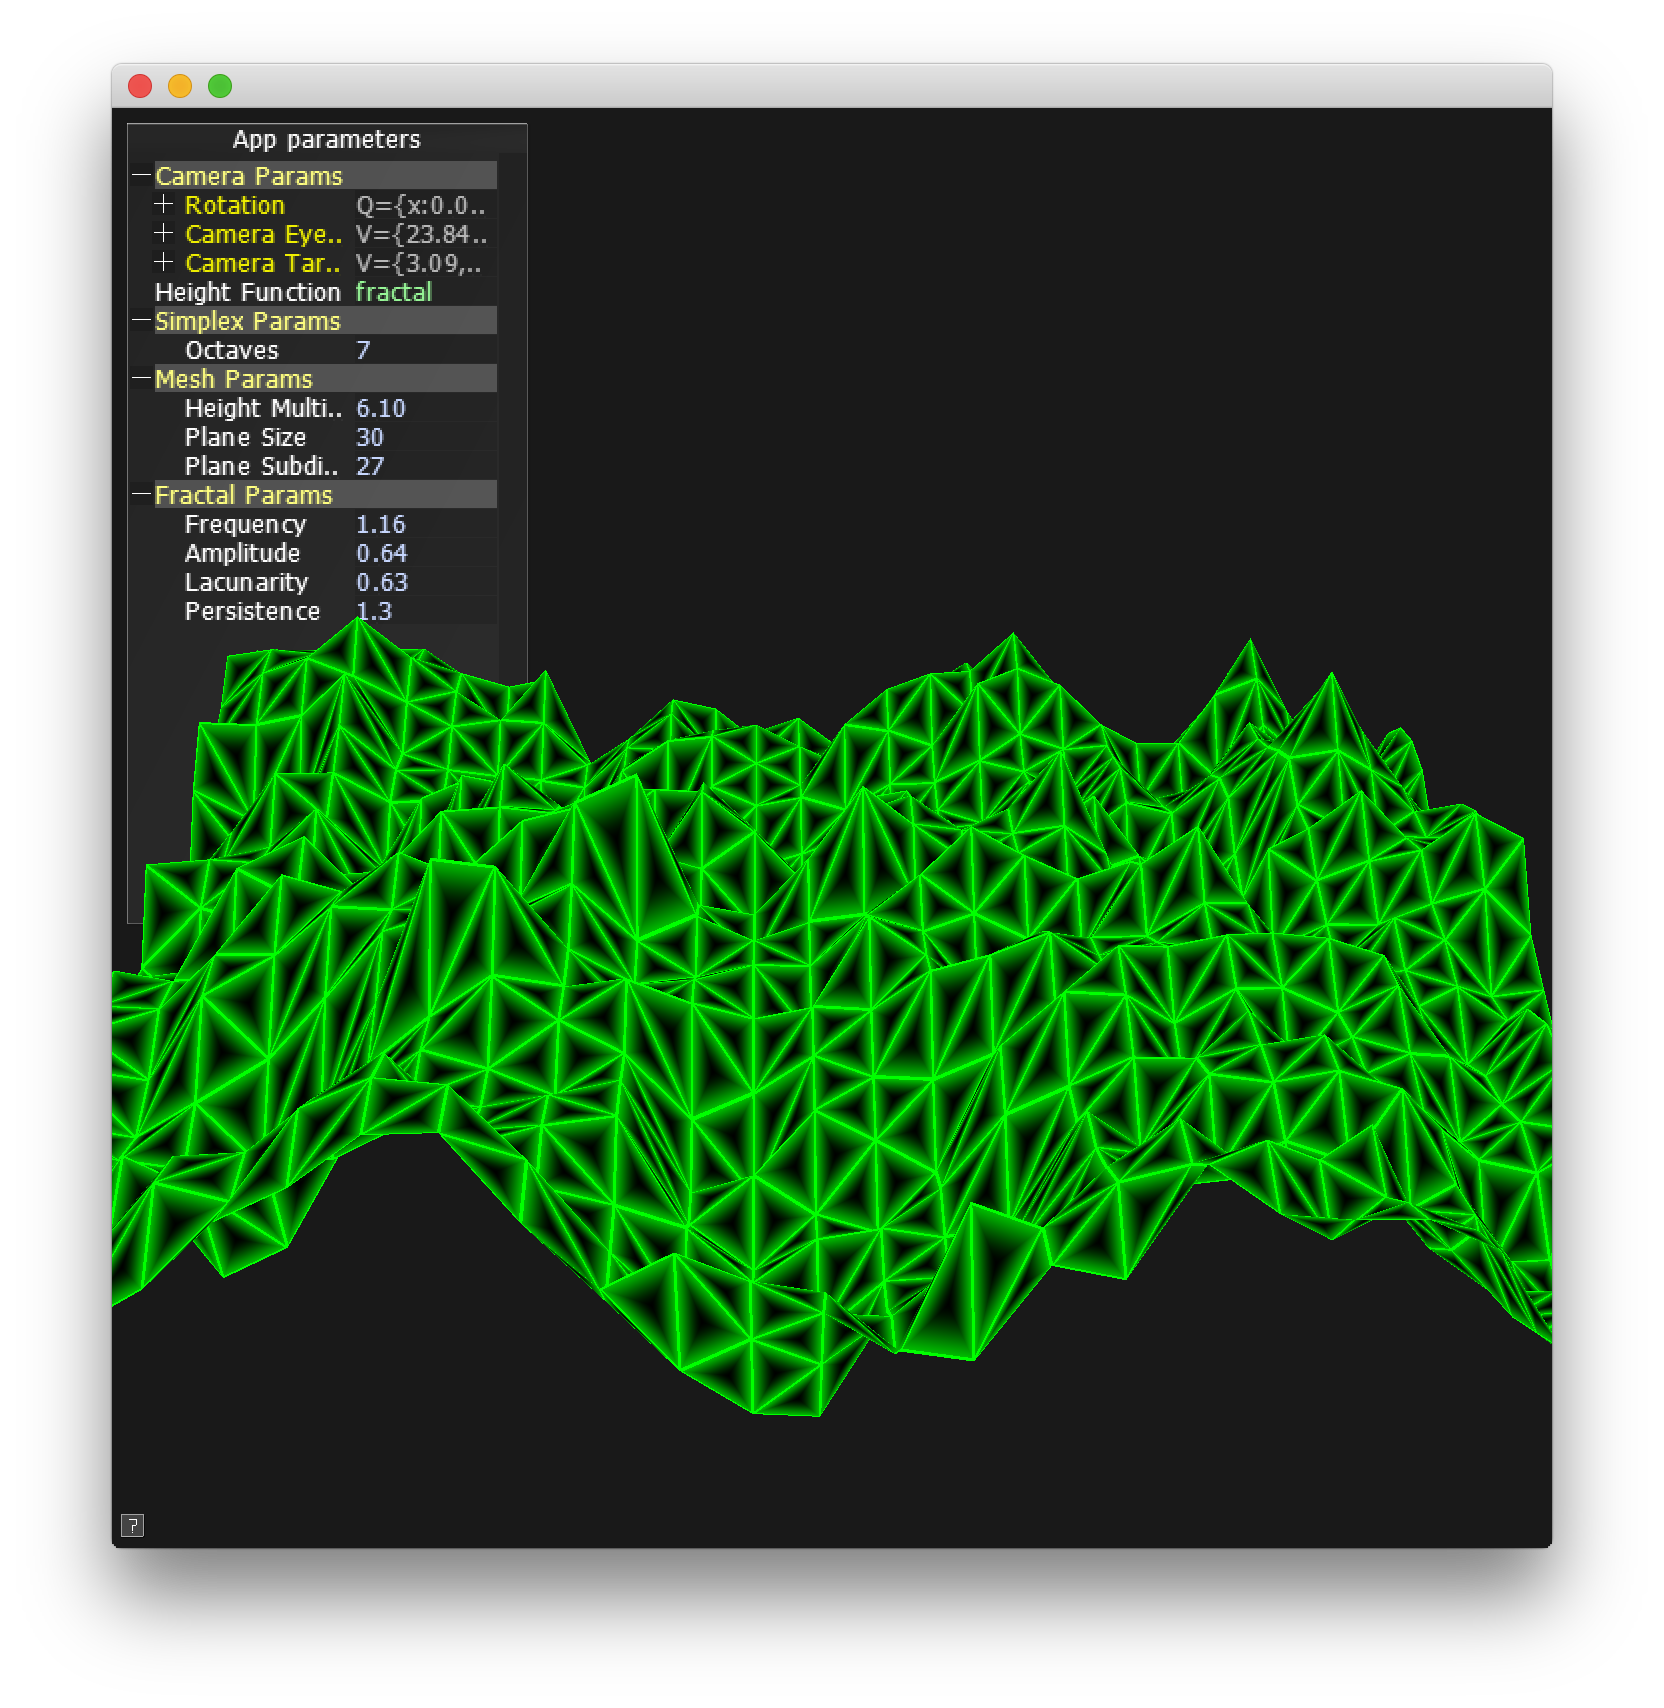 App parameters
Camera Params
Rotation Q={x:0.0..
Camera Eye.. V={23.84..
Camera Tar.. V={3.09,..
Height Function fractal
Simplex Params
Octaves 7
Mesh Params
Height Multi.. 6.10
Plane Size 30
Plane Subdi.. 27
Fractal Params
Frequency 1.16
Amplitude 0.64
Lacunarity 0.63
Persistence 1.3
?